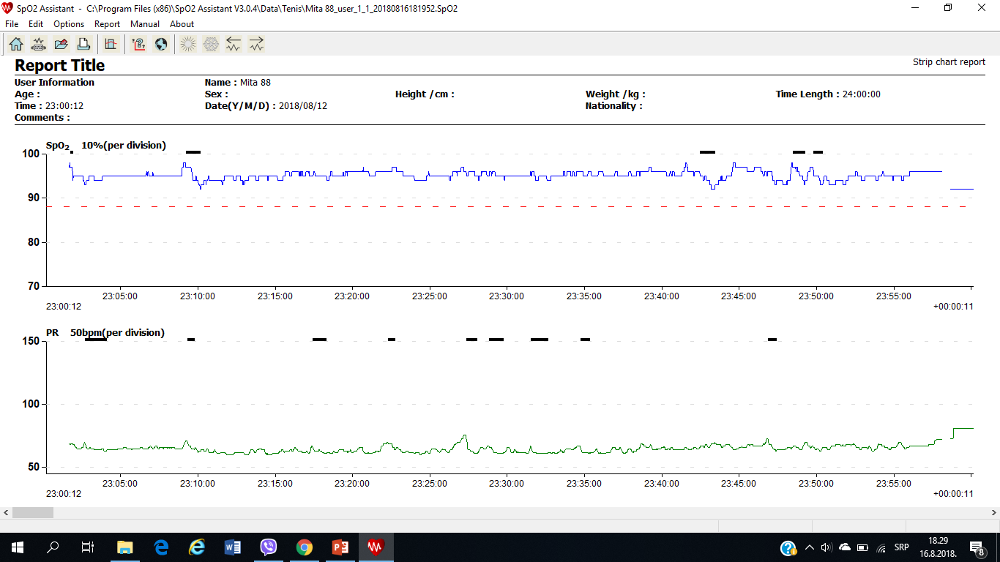 SpO2 Assistant - C:\Program Files (x86)\SpO2 Assistant V3.0.4\Data\Tenis\Mita 88_user_1_1_20180816181952.SpO2
File Edit Options Report Manual About
Report Title
Strip chart report
User Information Name : Mita 88
Age : Sex : Height /cm : Weight /kg : Time Length : 24:00:00
Time : 23:00:12 Date(Y/M/D) : 2018/08/12 Nationality :
Comments :
SpO2 10%(per division)
100
90
80
70
23:05:00 23:10:00 23:15:00 23:20:00 23:25:00 23:30:00 23:35:00 23:40:00 23:45:00 23:50:00 23:55:00
23:00:12 +00:00:11
PR 50bpm(per division)
150
100
50
23:05:00 23:10:00 23:15:00 23:20:00 23:25:00 23:30:00 23:35:00 23:40:00 23:45:00 23:50:00 23:55:00
23:00:12 +00:00:11
SRP
18.29
16.8.2018.
8